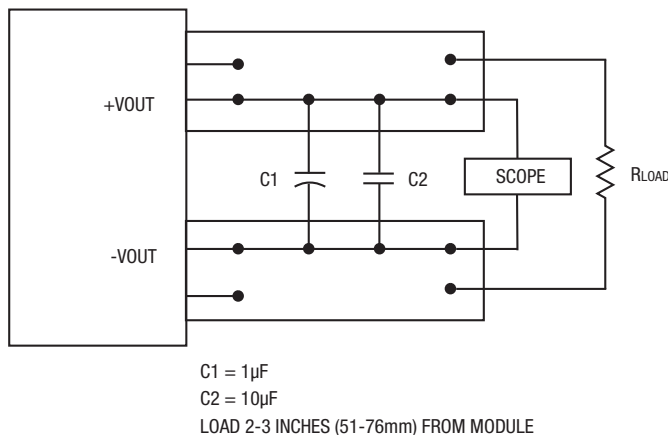 +VOUT
C1
C2
SCOPE
RLOAD
-VOUT
C1 = 1μF
C2 = 10μF
LOAD 2-3 INCHES (51-76mm) FROM MODULE